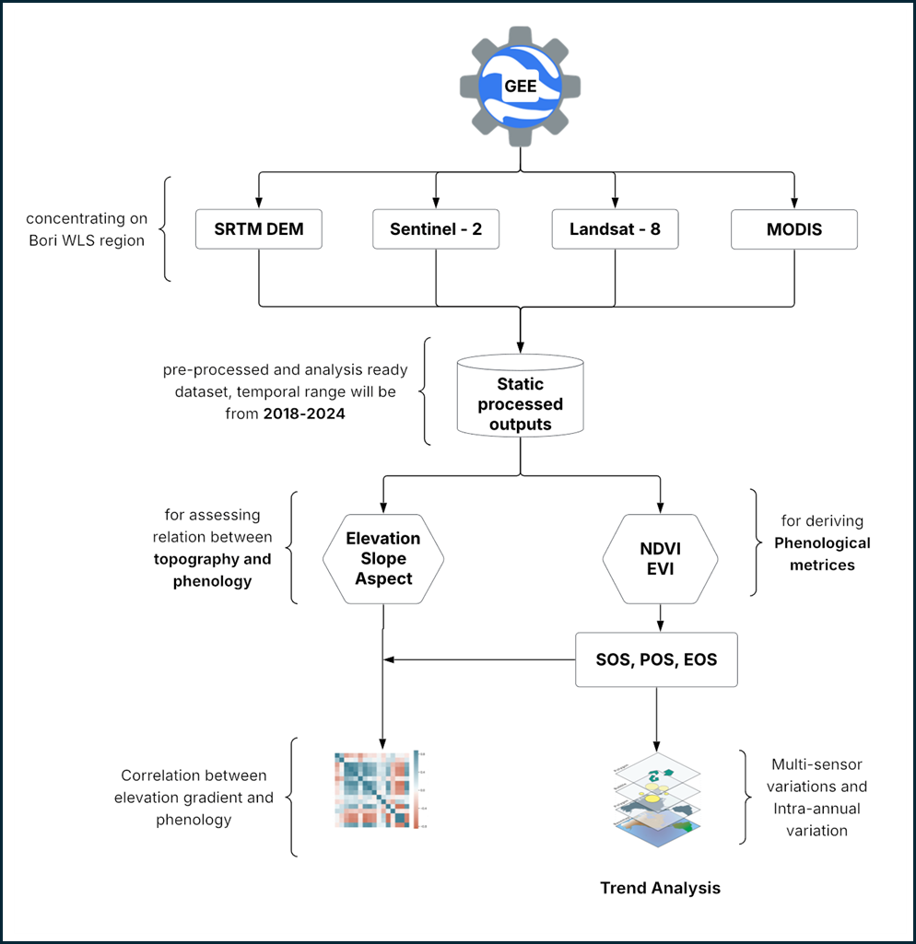 GEE
concentrating on
Bori WLS region
SRTM DEM
Sentinel - 2
Landsat - 8
MODIS
pre-processed and analysis ready
dataset, temporal range will be
from 2018-2024
Static
processed
outputs
for assessing
relation between
topography and
phenology
Elevation
Slope
Aspect
NDVI
EVI
for deriving
Phenological
metrices
SOS, POS, EOS
Correlation between
elevation gradient and
phenology
Multi-sensor
variations and
Intra-annual
variation
Trend Analysis